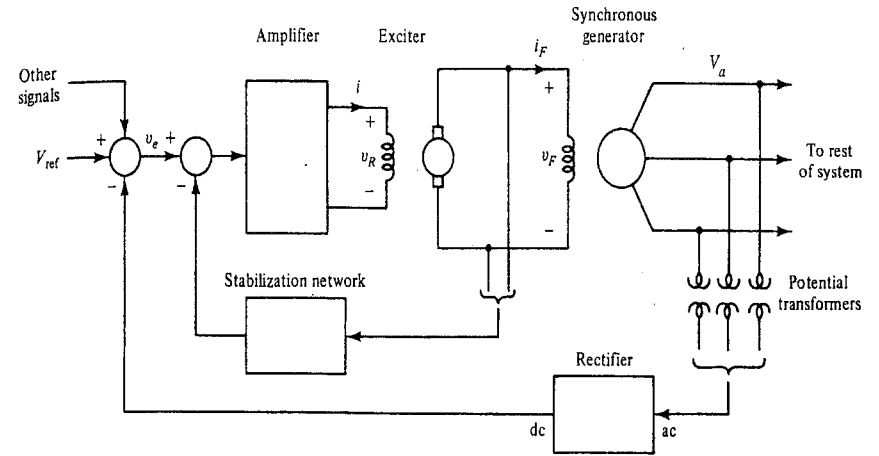 Synchronous
generator
Amplifier
Exciter
i_F
V_a
Other
signals
i
+
+
+
v_e
+
V_ref
v_R
v_F
To rest
of system
−
−
−
−
Stabilization network
Potential
transformers
Rectifier
dc
ac